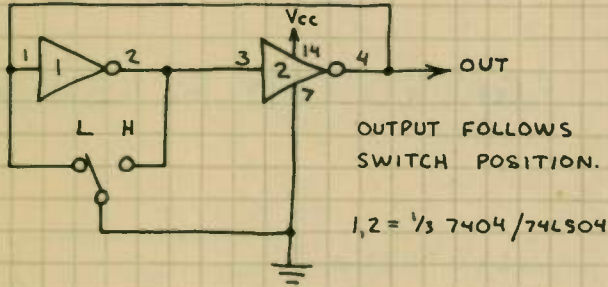 Vcc
14
1 1 2 3 2 4 OUT
7
L H
OUTPUT FOLLOWS
SWITCH POSITION.
1,2 = 1/3 7404/74LS04